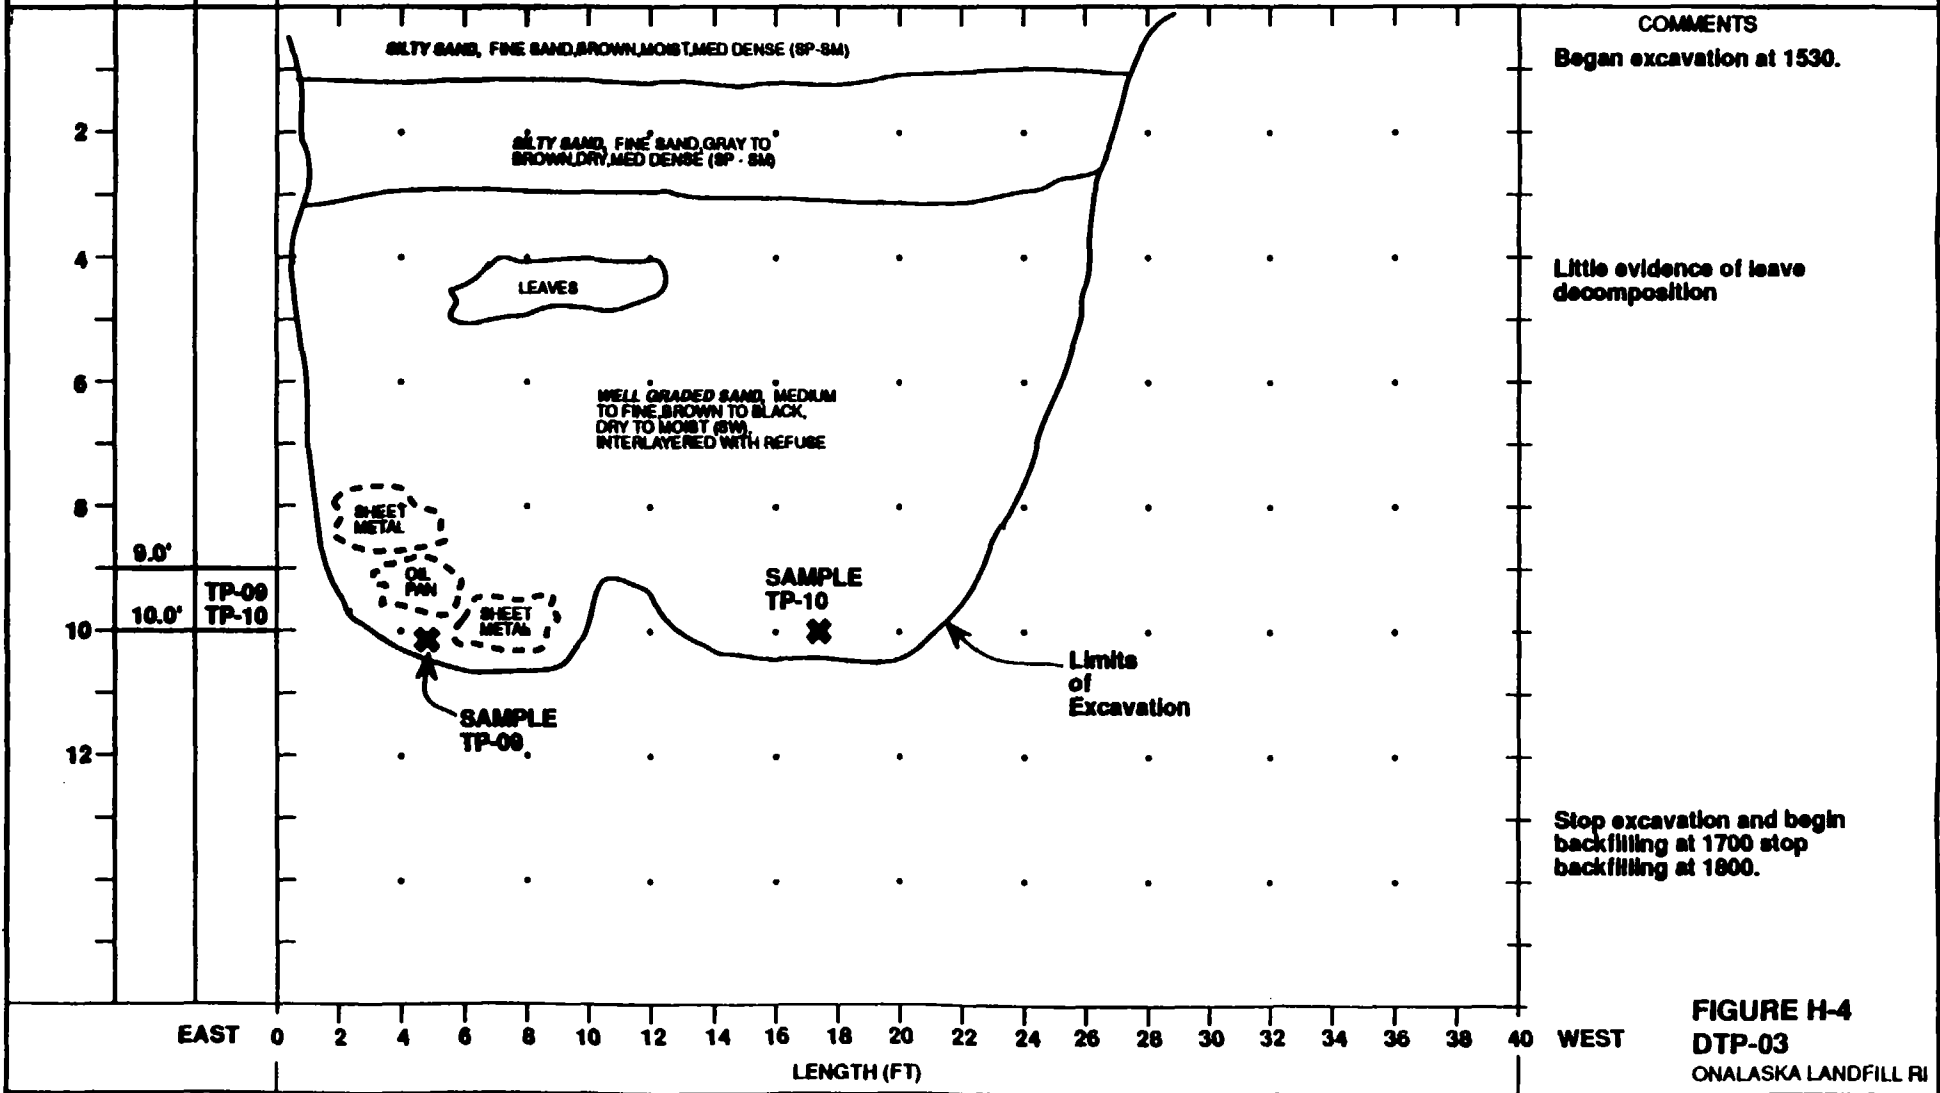 COMMENTS
Began excavation at 1530.
SILTY SAND, FINE SAND,BROWN,MOIST,MED DENSE (SP-SM)
2
SILTY SAND, FINE SAND,GRAY TO
BROWN,DRY,MED DENSE (SP - SM)
4
LEAVES
Little evidence of leave
decomposition
6
WELL GRADED SAND, MEDIUM
TO FINE,BROWN TO BLACK,
DRY TO MOIST (SW),
INTERLAYERED WITH REFUSE
8
SHEET
METAL
9.0'
OIL
PAN
TP-09
10.0'
TP-10
SHEET
METAL
SAMPLE
TP-10
10
Limits
of
Excavation
SAMPLE
TP-09
12
Stop excavation and begin
backfilling at 1700 stop
backfilling at 1800.
EAST 0 2 4 6 8 10 12 14 16 18 20 22 24 26 28 30 32 34 36 38 40 WEST
LENGTH (FT)
FIGURE H-4
DTP-03
ONALASKA LANDFILL RI